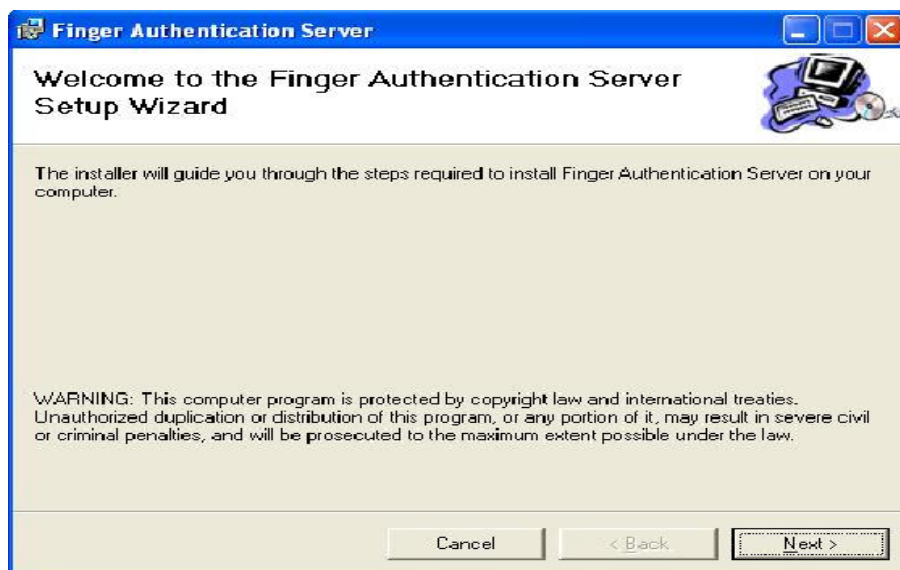 Finger Authentication Server
Welcome to the Finger Authentication Server
Setup Wizard
The installer will guide you through the steps required to install Finger Authentication Server on your
computer.
WARNING: This computer program is protected by copyright law and international treaties.
Unauthorized duplication or distribution of this program, or any portion of it, may result in severe civil
or criminal penalties, and will be prosecuted to the maximum extent possible under the law.
Cancel
< Back
Next >